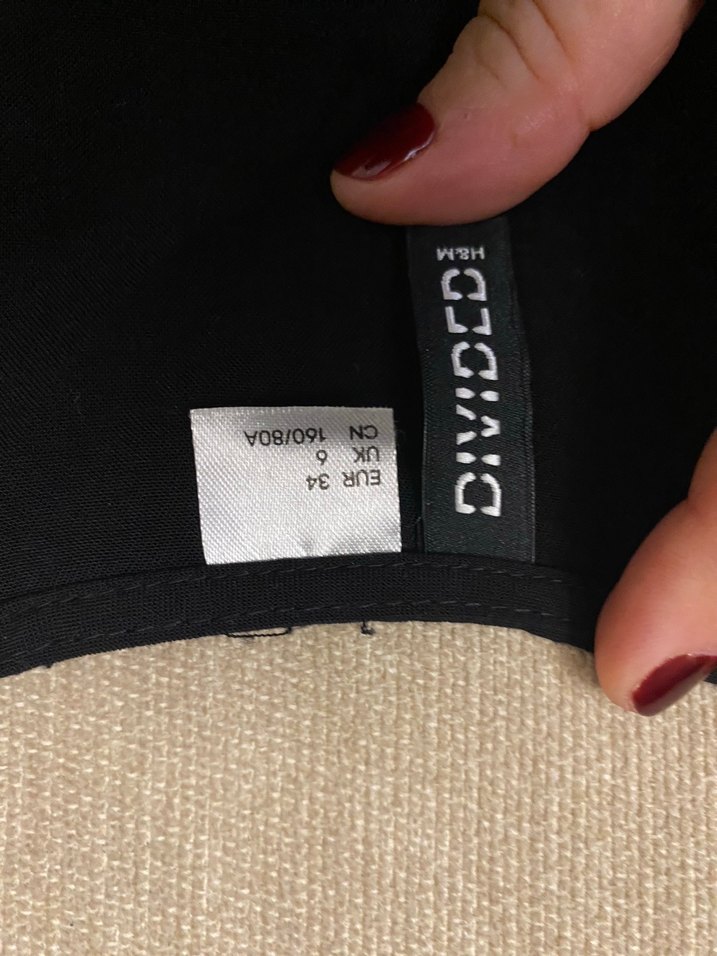 DIVIDED
H&M
EUR 34
UK 6
CN 160/80A